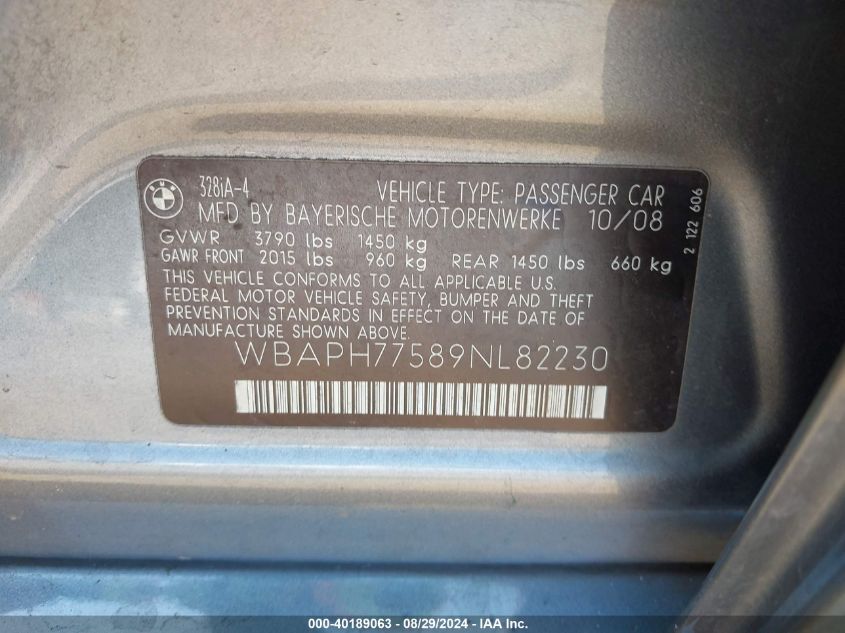 BMW
328iA-4 VEHICLE TYPE: PASSENGER CAR
MFD BY BAYERISCHE MOTORENWERKE 10/08
GVWR 3790 lbs 1450 kg
GAWR FRONT 2015 lbs 960 kg REAR 1450 lbs 660 kg
THIS VEHICLE CONFORMS TO ALL APPLICABLE U.S.
FEDERAL MOTOR VEHICLE SAFETY, BUMPER AND THEFT
PREVENTION STANDARDS IN EFFECT ON THE DATE OF
MANUFACTURE SHOWN ABOVE.
WBAPH77589NL82230
2 122 606
000-40189063 - 08/29/2024 - IAA Inc.